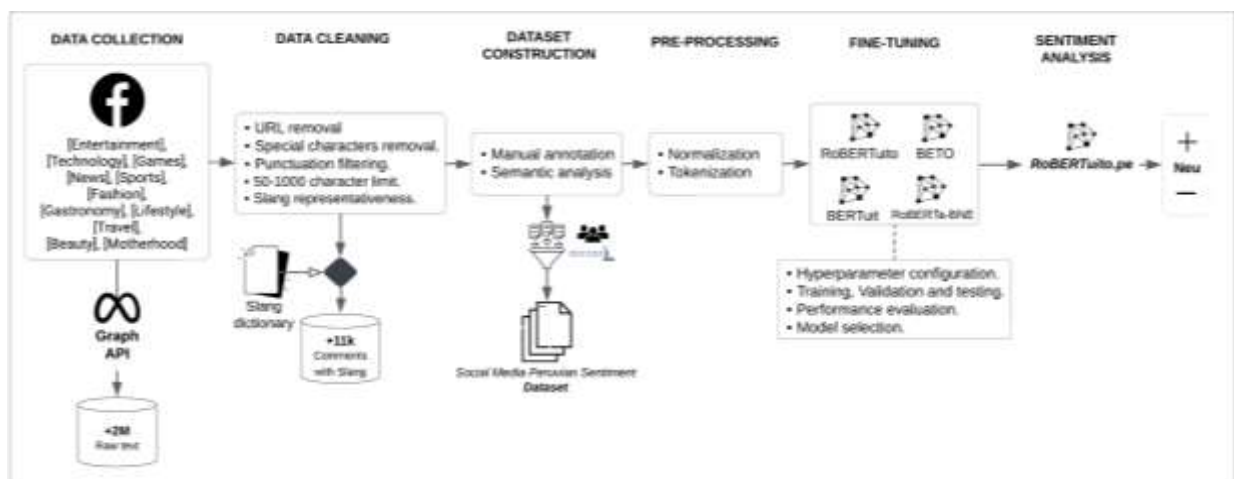 DATA COLLECTION
[Entertainment],
[Technology], [Games],
[News], [Sports],
[Fashion],
[Gastronomy], [Lifestyle],
[Travel],
[Beauty], [Motherhood]
Graph
API
+2M
Raw text
DATA CLEANING
• URL removal
• Special characters removal.
• Punctuation filtering.
• 50-1000 character limit.
• Slang representativeness.
Slang
dictionary
+11k
Comments
with Slang
DATASET
CONSTRUCTION
• Manual annotation
• Semantic analysis
Social Media Peruvian Sentiment
Dataset
PRE-PROCESSING
• Normalization
• Tokenization
FINE-TUNING
RoBERTuito
BETO
BERTuit
RoBERTa-BNE
• Hyperparameter configuration.
• Training, Validation and testing.
• Performance evaluation.
• Model selection.
SENTIMENT
ANALYSIS
RoBERTuito.pe
+
Neu
−